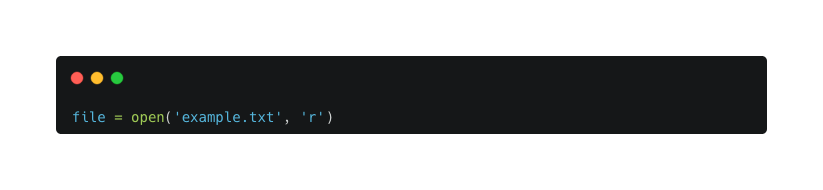 file = open('example.txt', 'r')